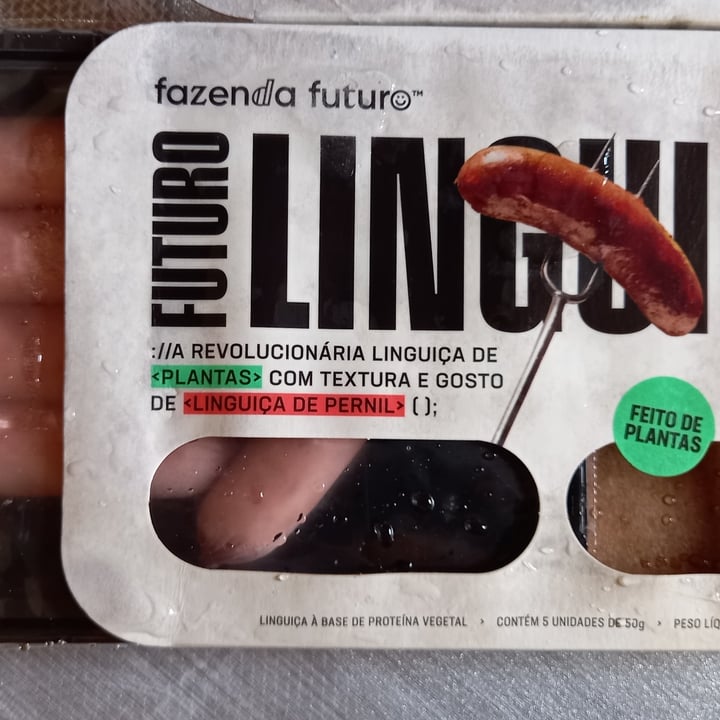 fazenda futuro™
FUTURO
LINGUI
://A REVOLUCIONÁRIA LINGUIÇA DE
<PLANTAS> COM TEXTURA E GOSTO
DE <LINGUIÇA DE PERNIL> ( );
FEITO DE
PLANTAS
LINGUIÇA À BASE DE PROTEÍNA VEGETAL > CONTÉM 5 UNIDADES DE 50g > PESO LÍQ